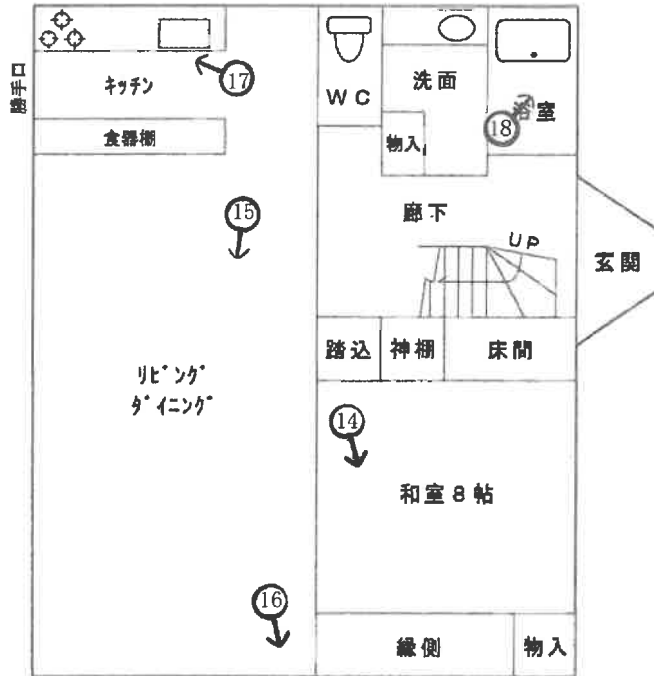 勝手口
キッチン
⑰
食器棚
WC
洗面
物入
浴室
⑱
⑮
廊下
UP
玄関
リビング
ダイニング
踏込
神棚
床間
⑭
和室8帖
⑯
縁側
物入